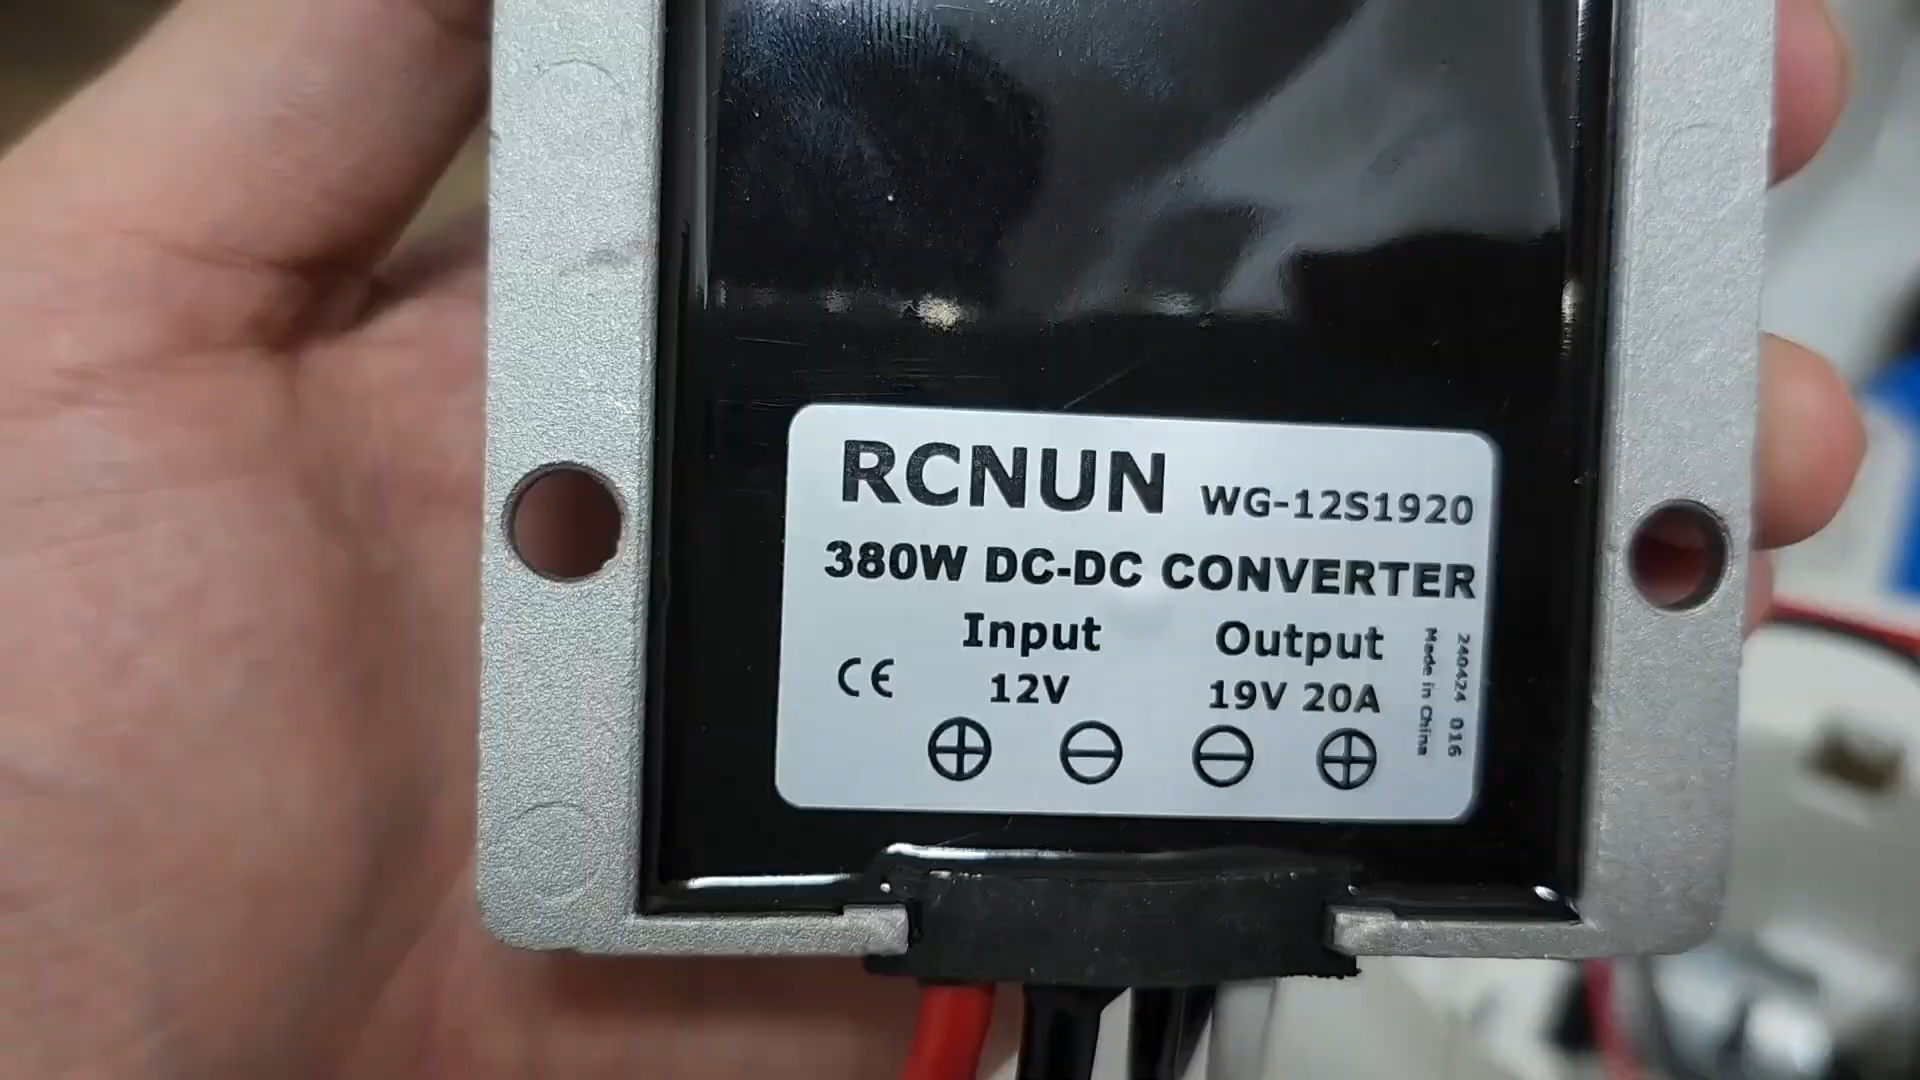 RCNUN WG-12S1920
380W DC-DC CONVERTER
Input Output
CE 12V 19V 20A
⊕ ⊖ ⊖ ⊕
240424 016
Made in China